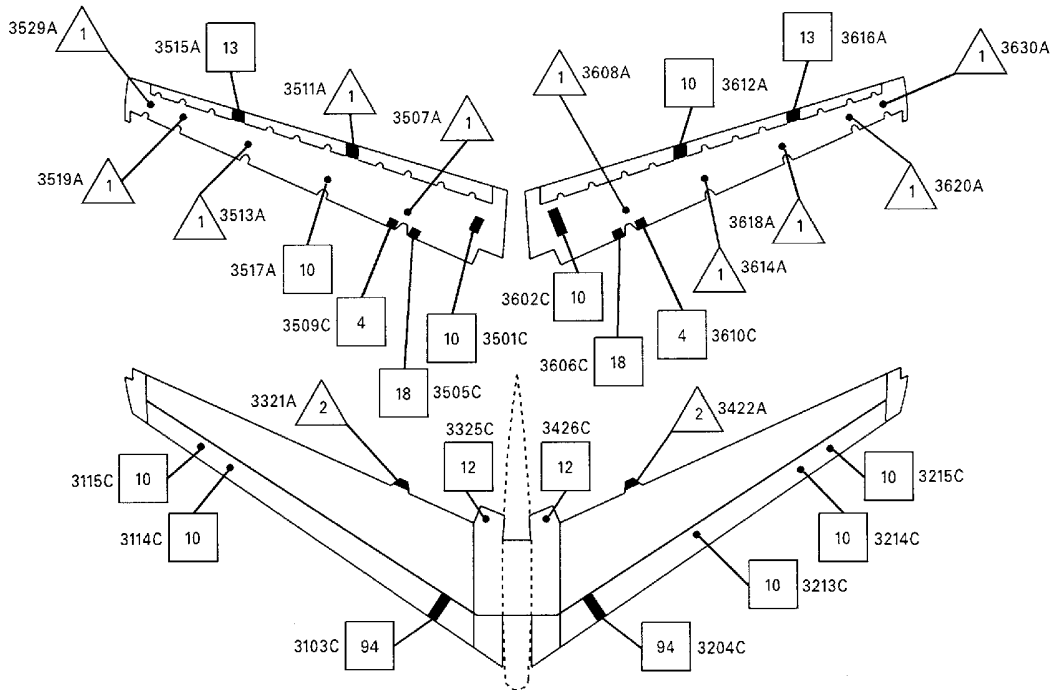 3529A 1
3515A 13
3511A 1
3507A 1
3519A 1
1 3513A
3517A 10
3509C 4
10 3501C
18 3505C
1 3608A
10 3612A
13 3616A
1 3630A
1 3620A
3618A 1
1 3614A
3602C 10
3606C 18
4 3610C
3321A 2
3325C
12
3426C
12
2 3422A
3115C 10
3114C 10
3103C 94
10 3215C
10 3214C
10 3213C
94 3204C